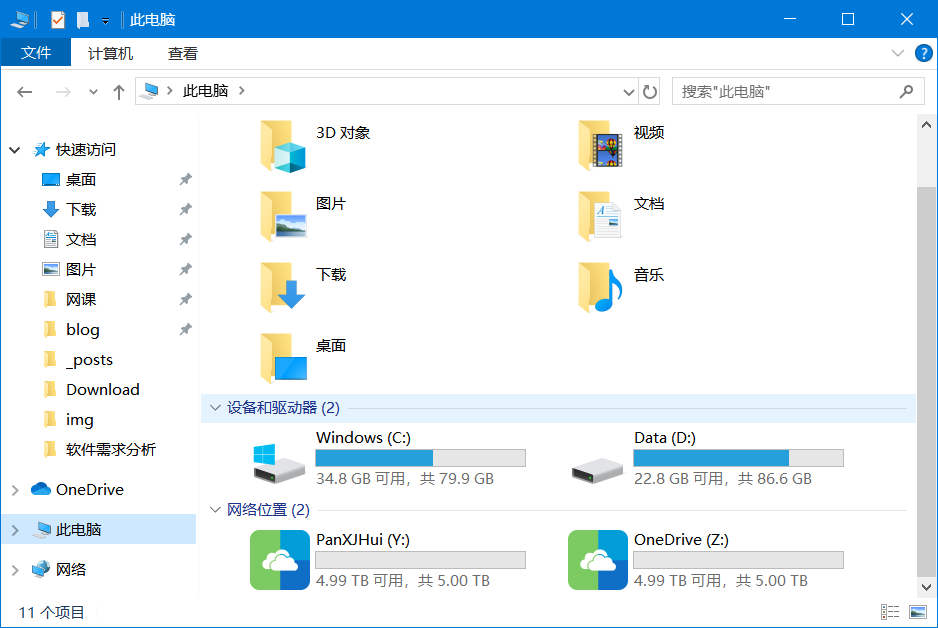 此电脑
文件 计算机 查看
此电脑
搜索"此电脑"
快速访问
桌面
下载
文档
图片
网课
blog
_posts
Download
img
软件需求分析
OneDrive
此电脑
网络
3D 对象
视频
图片
文档
下载
音乐
桌面
设备和驱动器 (2)
Windows (C:)
34.8 GB 可用，共 79.9 GB
Data (D:)
22.8 GB 可用，共 86.6 GB
网络位置 (2)
PanXJHui (Y:)
4.99 TB 可用，共 5.00 TB
OneDrive (Z:)
4.99 TB 可用，共 5.00 TB
11 个项目